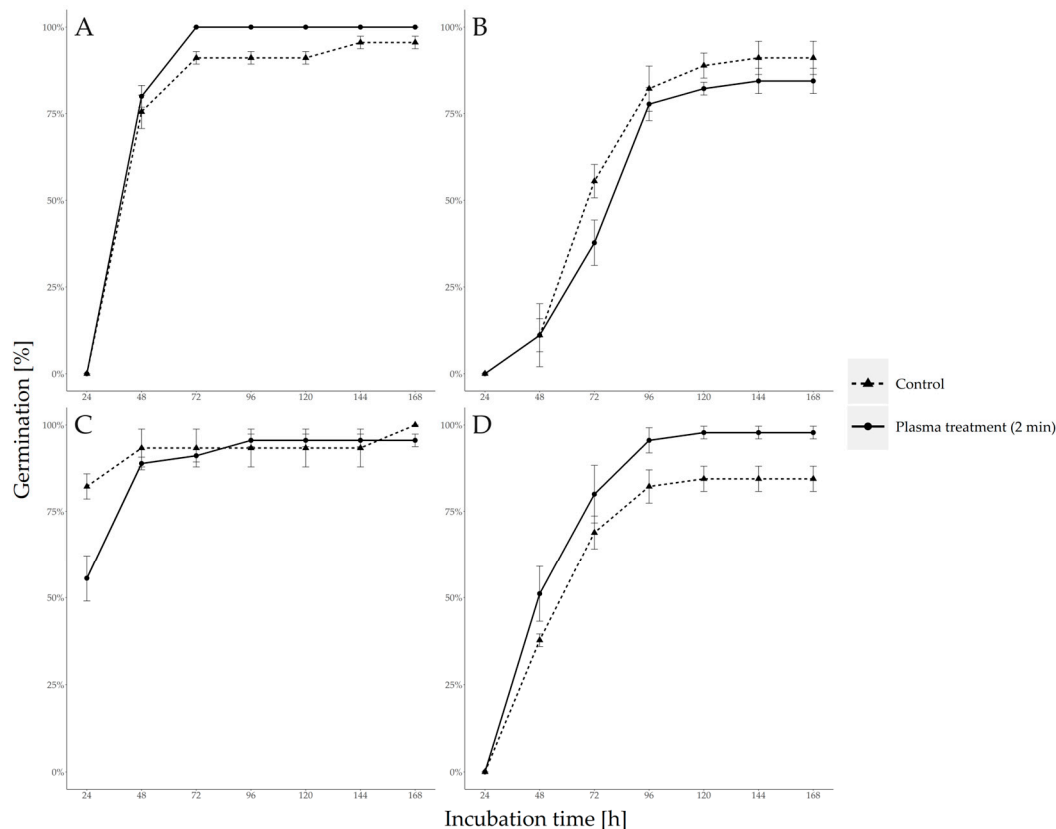 A
B
100%
75%
50%
25%
0%
100%
75%
50%
25%
0%
24 48 72 96 120 144 168
24 48 72 96 120 144 168
Germination [%]
Control
Plasma treatment (2 min)
C
D
100%
75%
50%
25%
0%
100%
75%
50%
25%
0%
24 48 72 96 120 144 168
24 48 72 96 120 144 168
Incubation time [h]